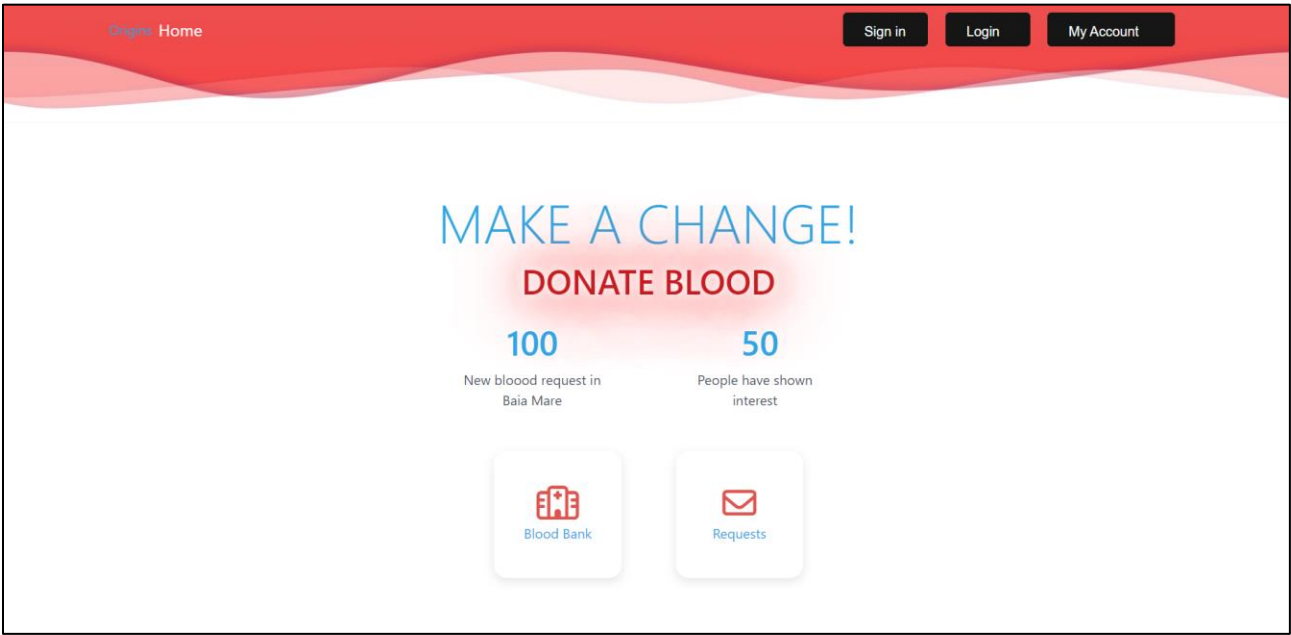 Origins Home
Sign in
Login
My Account
MAKE A CHANGE!
DONATE BLOOD
100
New bloood request in
Baia Mare
50
People have shown
interest
Blood Bank
Requests